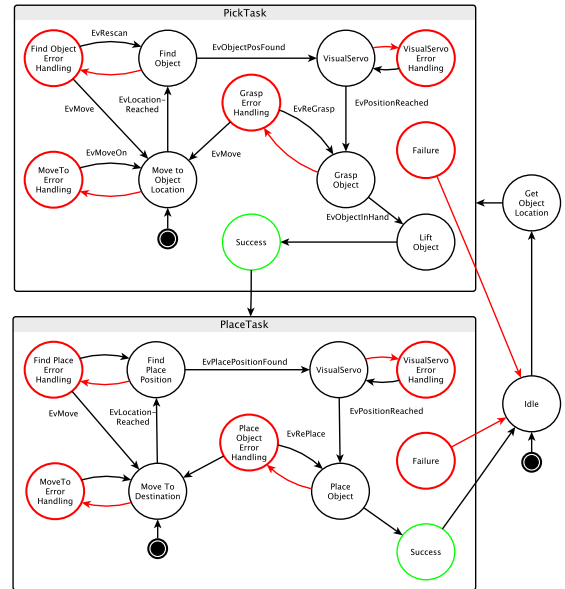 PickTask
EvRescan
Find Object
Error
Handling
Find
Object
EvObjectPosFound
VisualServo
VisualServo
Error
Handling
EvMove
EvLocation-
Reached
Grasp
Error
Handling
EvReGrasp
EvPositionReached
EvMoveOn
EvMove
Failure
MoveTo
Error
Handling
Move to
Object
Location
Grasp
Object
Get
Object
Location
EvObjectInHand
Success
Lift
Object
PlaceTask
Find Place
Error
Handling
Find
Place
Position
EvPlacePositionFound
VisualServo
VisualServo
Error
Handling
EvMove
EvLocation-
Reached
EvPositionReached
Idle
Place
Object
Error
Handling
EvRePlace
Failure
MoveTo
Error
Handling
Move To
Destination
Place
Object
Success